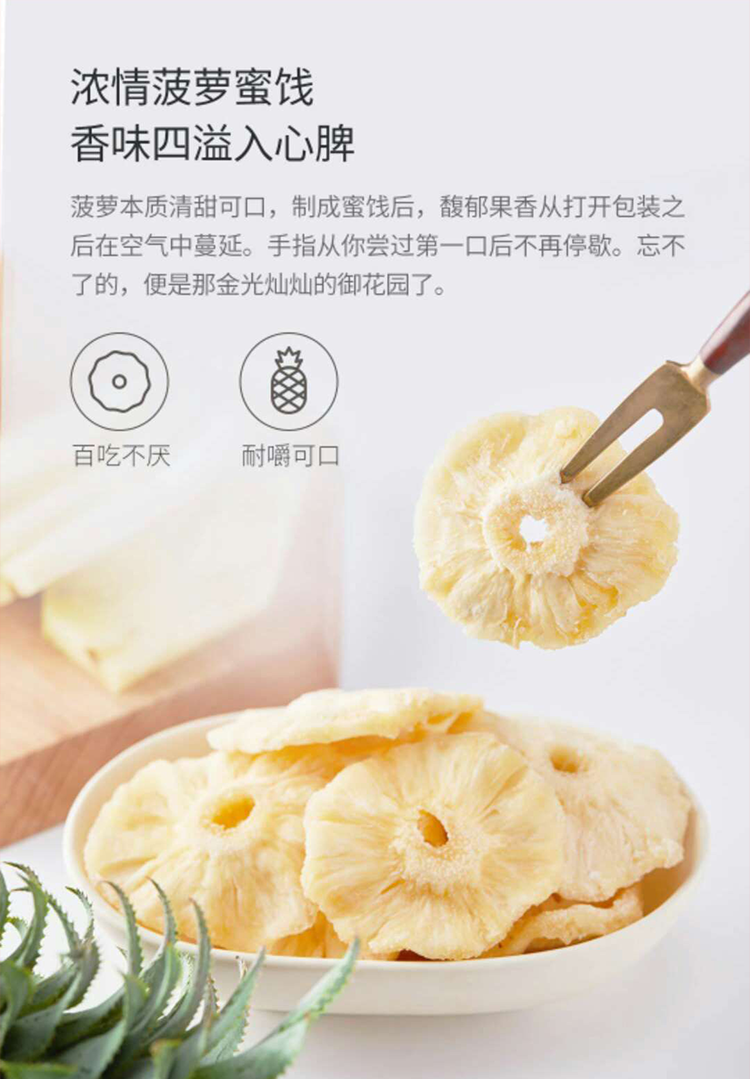 浓情菠萝蜜饯
香味四溢入心脾
菠萝本质清甜可口，制成蜜饯后，馥郁果香从打开包装之
后在空气中蔓延。手指从你尝过第一口后不再停歇。忘不
了的，便是那金光灿灿的御花园了。
百吃不厌
耐嚼可口